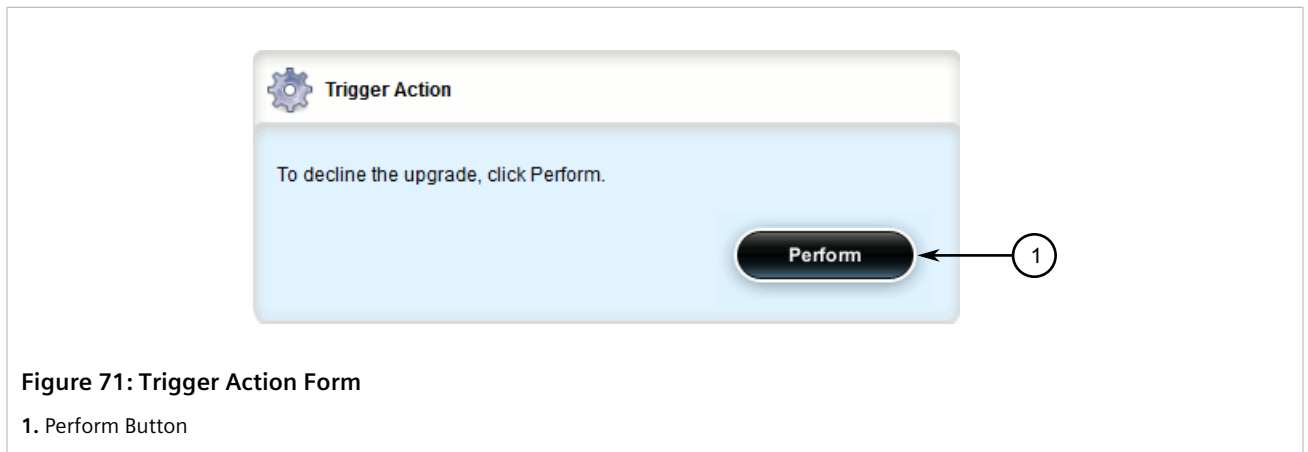 Trigger Action
To decline the upgrade, click Perform.
Perform
1
Figure 71: Trigger Action Form
1. Perform Button